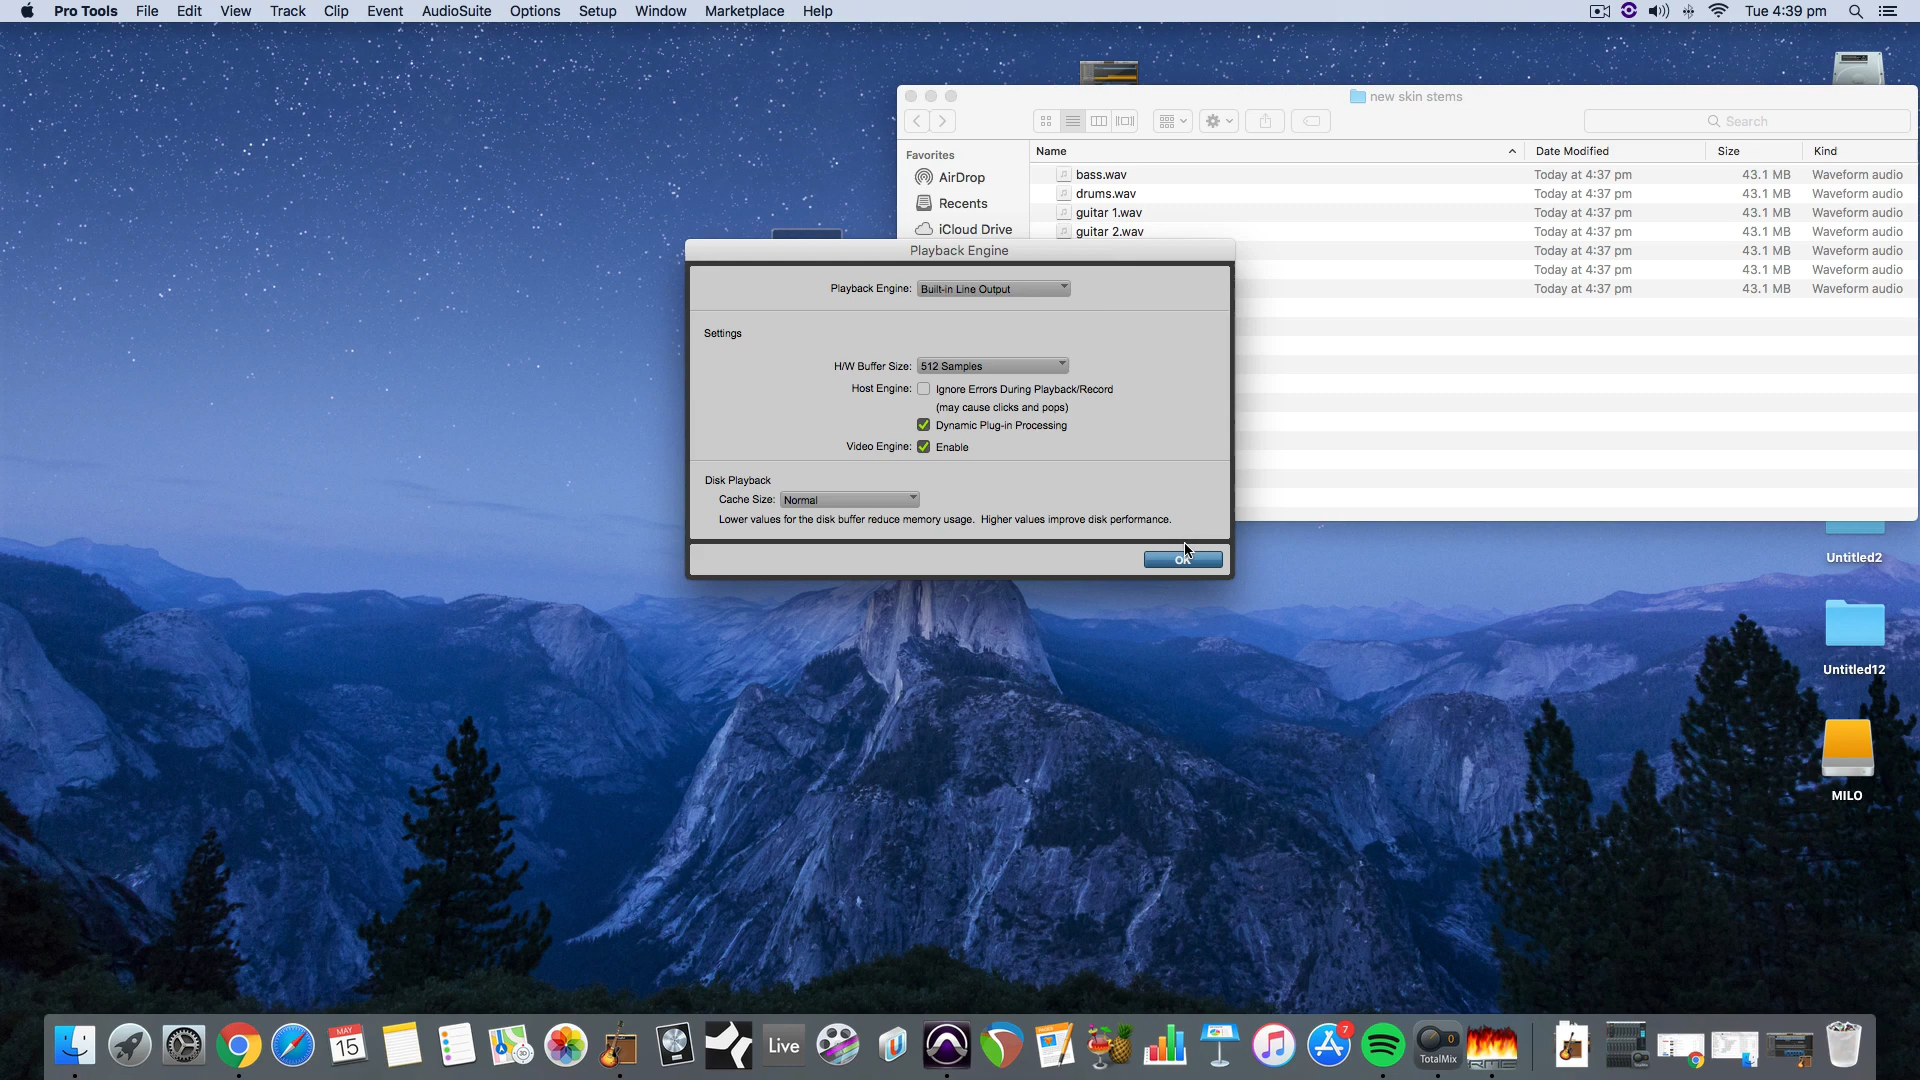 Pro Tools File Edit View Track Clip Event AudioSuite Options Setup Window Marketplace Help Tue 4:39 pm
new skin stems
Search
Favorites
AirDrop
Recents
iCloud Drive
Name Date Modified Size Kind
bass.wav Today at 4:37 pm 43.1 MB Waveform audio
drums.wav Today at 4:37 pm 43.1 MB Waveform audio
guitar 1.wav Today at 4:37 pm 43.1 MB Waveform audio
guitar 2.wav Today at 4:37 pm 43.1 MB Waveform audio
Today at 4:37 pm 43.1 MB Waveform audio
Today at 4:37 pm 43.1 MB Waveform audio
Today at 4:37 pm 43.1 MB Waveform audio
Playback Engine
Playback Engine: Built-in Line Output
Settings
H/W Buffer Size: 512 Samples
Host Engine: Ignore Errors During Playback/Record
(may cause clicks and pops)
Dynamic Plug-in Processing
Video Engine: Enable
Disk Playback
Cache Size: Normal
Lower values for the disk buffer reduce memory usage. Higher values improve disk performance.
OK
Untitled2
Untitled12
MILO
MAY
15
Live
3D
PAGES
7
0
TotalMix
RME